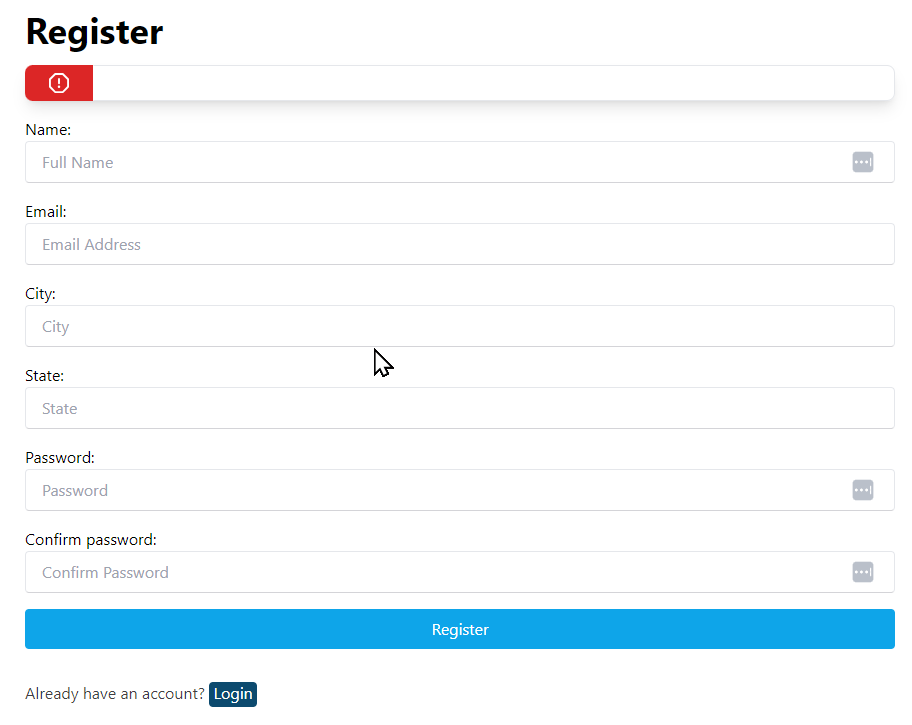 Register
Name:
Full Name
Email:
Email Address
City:
City
State:
State
Password:
Password
Confirm password:
Confirm Password
Register
Already have an account? Login